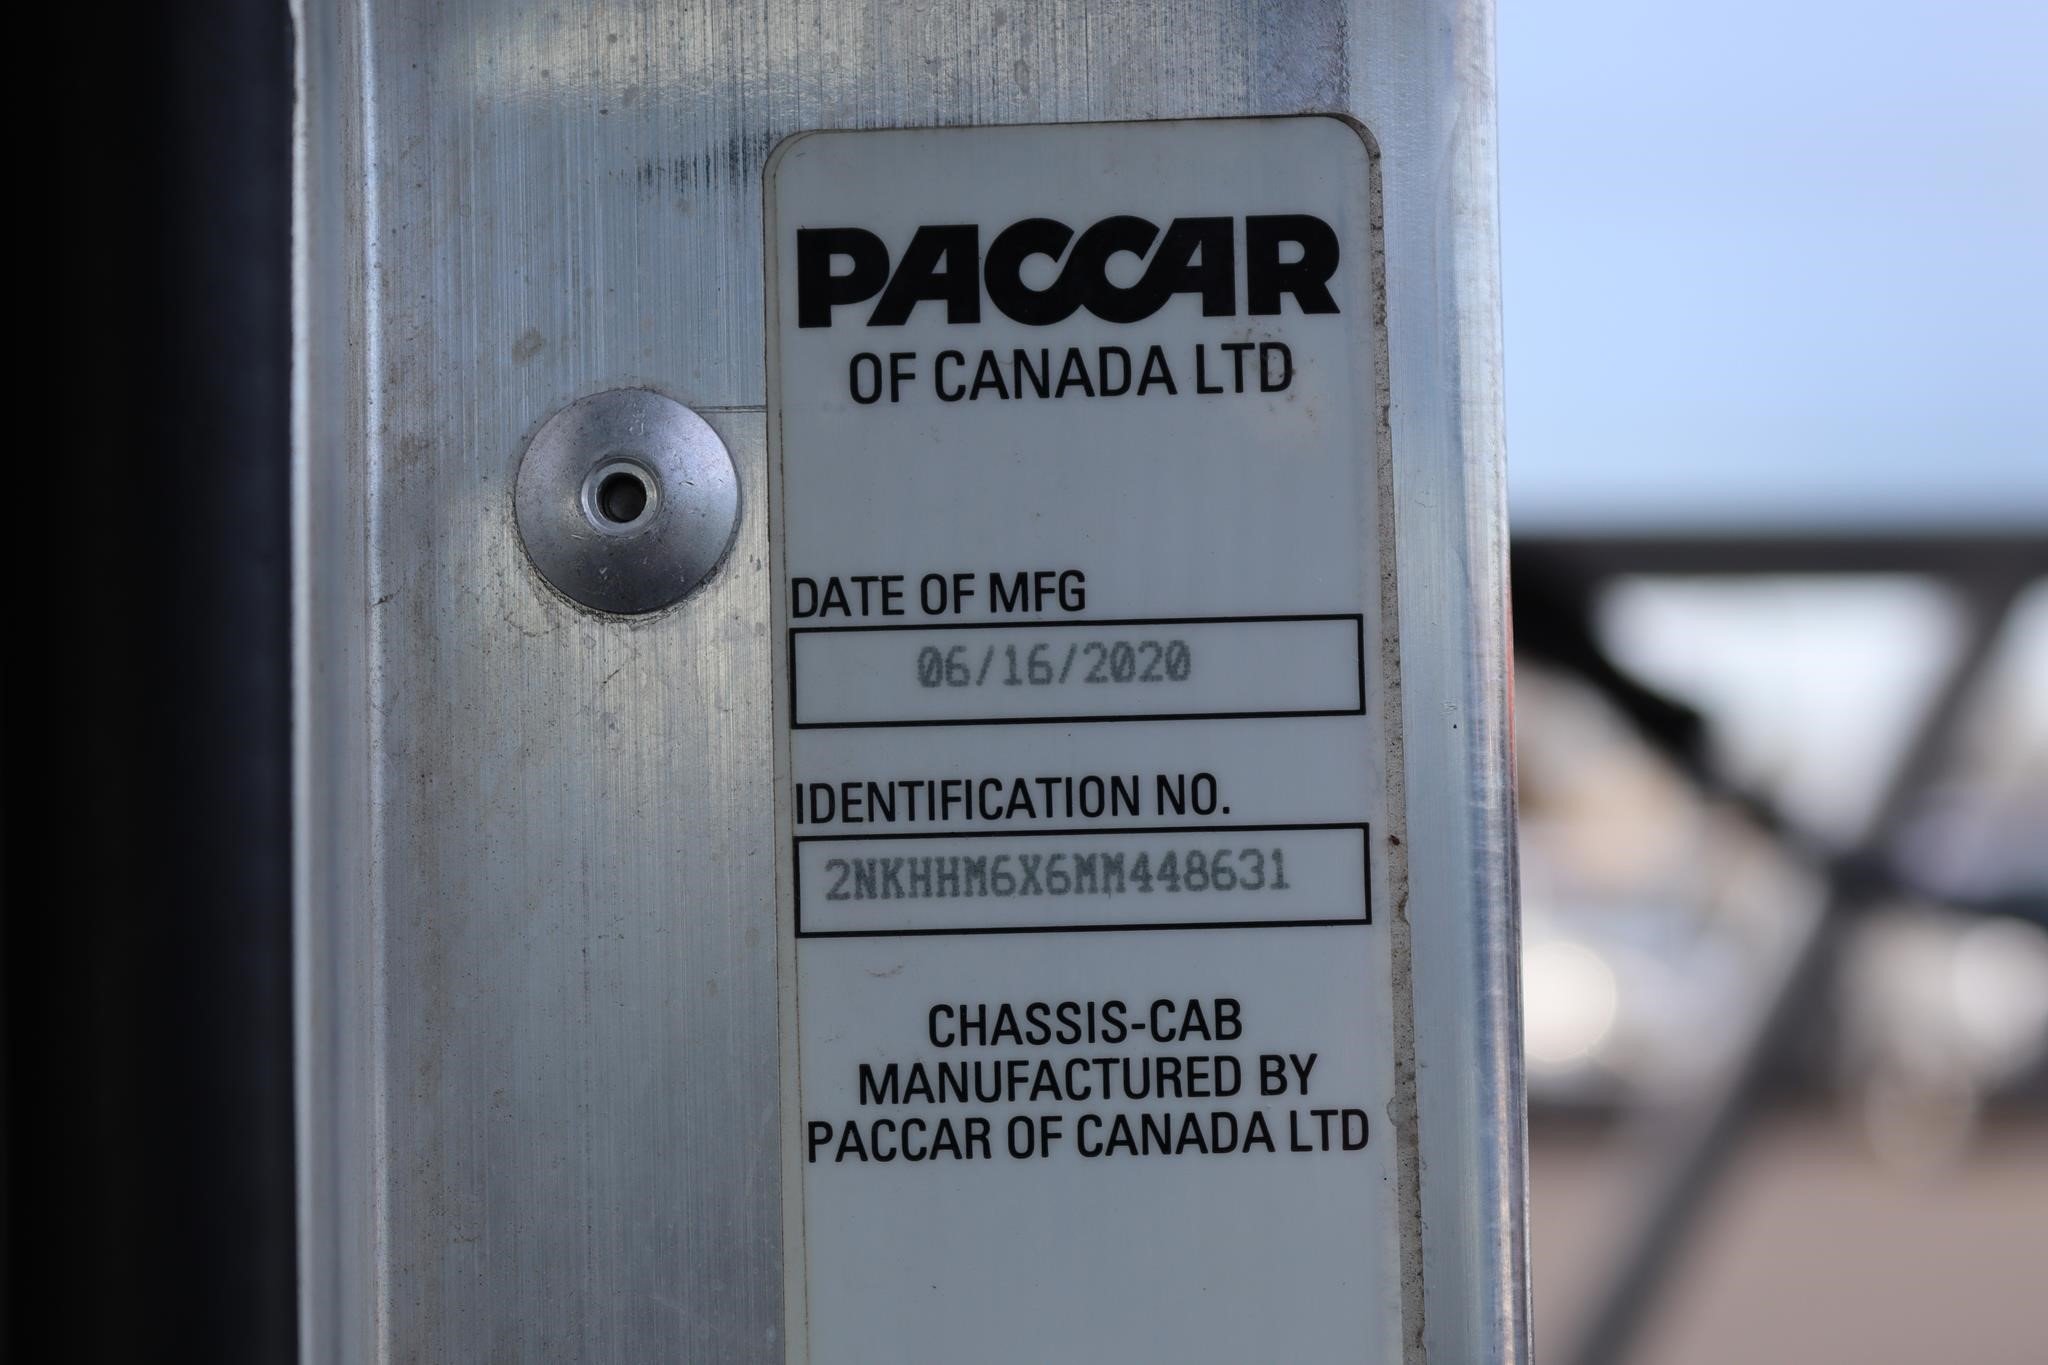 PACCAR
OF CANADA LTD
DATE OF MFG
06/16/2020
IDENTIFICATION NO.
2NKHHM6X6MM448631
CHASSIS-CAB
MANUFACTURED BY
PACCAR OF CANADA LTD